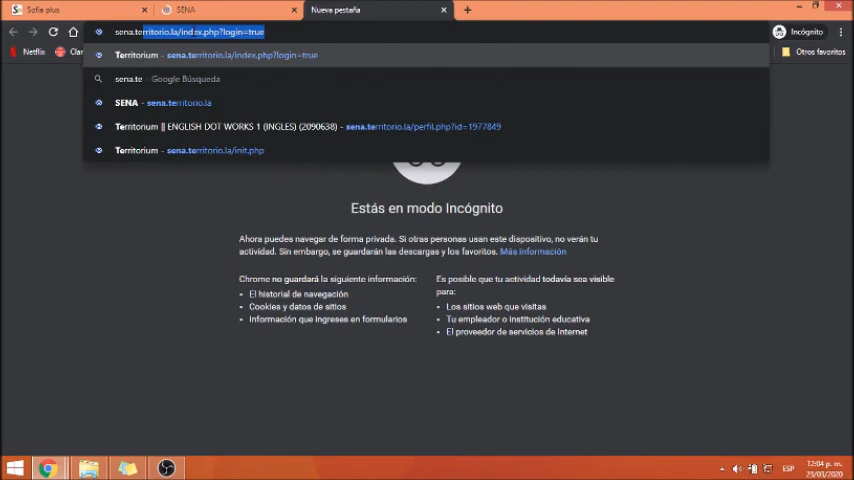 Sofia plus
SENA
Nueva pestaña
sena.territorio.la/index.php?login=true
Incógnito
Netflix
Otros favoritos
Territorium - sena.territorio.la/index.php?login=true
sena.te - Google Búsqueda
SENA - sena.territorio.la
Territorium || ENGLISH DOT WORKS 1 (INGLES) (2090638) - sena.territorio.la/perfil.php?id=1977849
Territorium - sena.territorio.la/init.php
Estás en modo Incógnito
Ahora puedes navegar de forma privada. Si otras personas usan este dispositivo, no verán tu
actividad. Sin embargo, se guardarán las descargas y los favoritos. Más información
Chrome no guardará la siguiente información:
• El historial de navegación
• Cookies y datos de sitios
• Información que ingreses en formularios
Es posible que tu actividad todavía sea visible
para:
• Los sitios web que visitas
• Tu empleador o institución educativa
• El proveedor de servicios de Internet
ESP
12:04 p. m.
23/03/2020